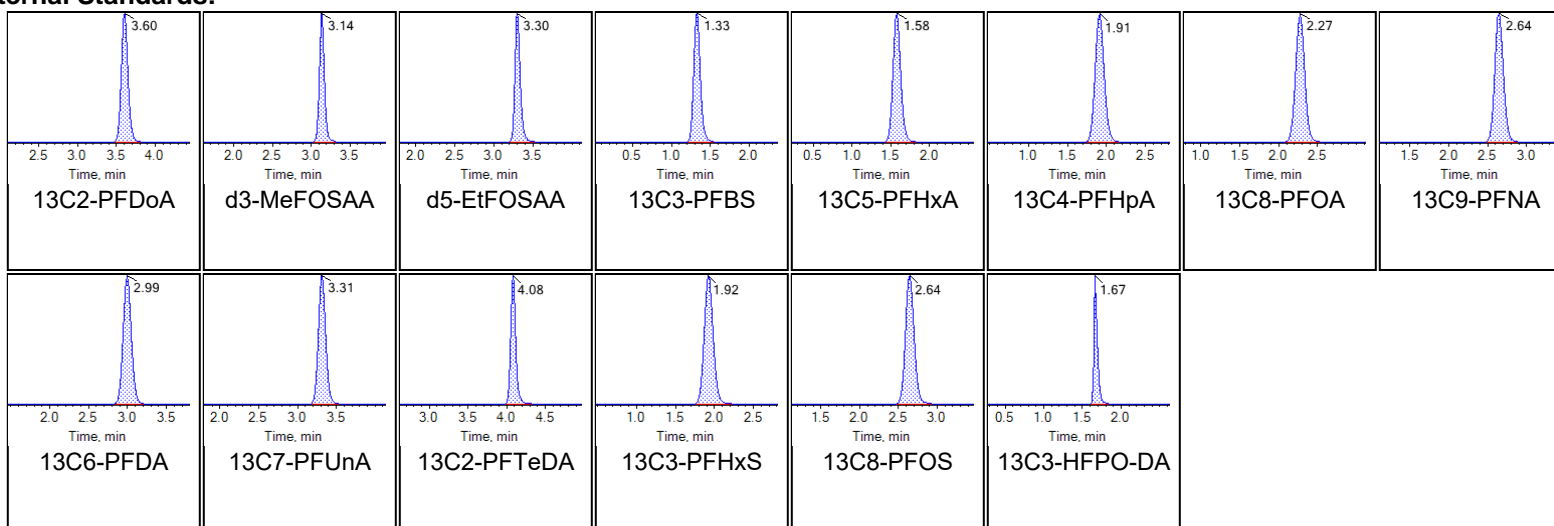 ternal Standards:
3.60 3.14 3.30 1.33 1.58 1.91 2.27 2.64
2.5 3.0 3.5 4.0 2.0 2.5 3.0 3.5 2.0 2.5 3.0 3.5 0.5 1.0 1.5 2.0 0.5 1.0 1.5 2.0 1.0 1.5 2.0 2.5 1.0 1.5 2.0 2.5 1.5 2.0 2.5 3.0
Time, min Time, min Time, min Time, min Time, min Time, min Time, min Time, min
13C2-PFDoA d3-MeFOSAA d5-EtFOSAA 13C3-PFBS 13C5-PFHxA 13C4-PFHpA 13C8-PFOA 13C9-PFNA
2.99 3.31 4.08 1.92 2.64 1.67
2.0 2.5 3.0 3.5 2.0 2.5 3.0 3.5 3.0 3.5 4.0 4.5 1.0 1.5 2.0 2.5 1.5 2.0 2.5 3.0 0.5 1.0 1.5 2.0
Time, min Time, min Time, min Time, min Time, min Time, min
13C6-PFDA 13C7-PFUnA 13C2-PFTeDA 13C3-PFHxS 13C8-PFOS 13C3-HFPO-DA